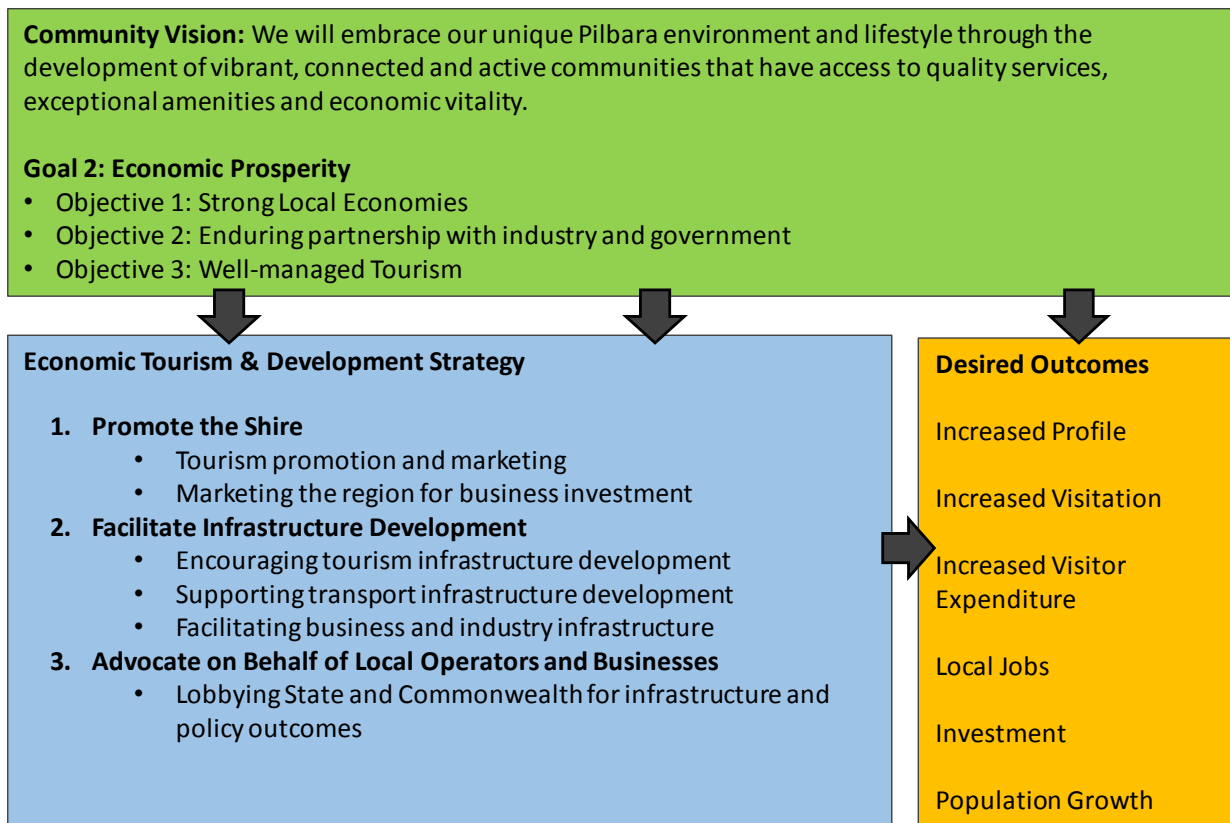 Community Vision: We will embrace our unique Pilbara environment and lifestyle through the
development of vibrant, connected and active communities that have access to quality services,
exceptional amenities and economic vitality.
Goal 2: Economic Prosperity
• Objective 1: Strong Local Economies
• Objective 2: Enduring partnership with industry and government
• Objective 3: Well-managed Tourism
Economic Tourism & Development Strategy
1. Promote the Shire
• Tourism promotion and marketing
• Marketing the region for business investment
2. Facilitate Infrastructure Development
• Encouraging tourism infrastructure development
• Supporting transport infrastructure development
• Facilitating business and industry infrastructure
3. Advocate on Behalf of Local Operators and Businesses
• Lobbying State and Commonwealth for infrastructure and
policy outcomes
Desired Outcomes
Increased Profile
Increased Visitation
Increased Visitor
Expenditure
Local Jobs
Investment
Population Growth